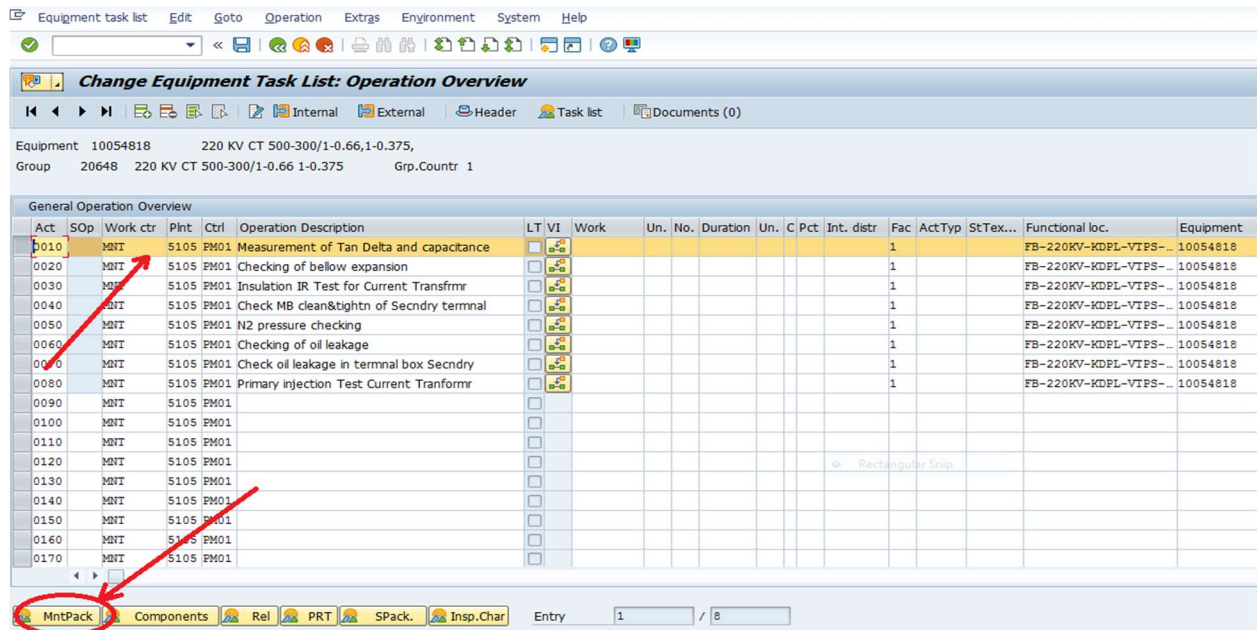 Equipment task list Edit Goto Operation Extras Environment System Help
Change Equipment Task List: Operation Overview
Internal External Header Task list Documents (0)
Equipment 10054818 220 KV CT 500-300/1-0.66,1-0.375,
Group 20648 220 KV CT 500-300/1-0.66 1-0.375 Grp.Countr 1
General Operation Overview
Act SOp Work ctr Plnt Ctrl Operation Description LT VI Work Un. No. Duration Un. C Pct Int. distr Fac ActTyp StTex... Functional loc. Equipment
0010 MNT 5105 PM01 Measurement of Tan Delta and capacitance 1 FB-220KV-KDPL-VTPS-… 10054818
0020 MNT 5105 PM01 Checking of bellow expansion 1 FB-220KV-KDPL-VTPS-… 10054818
0030 MNT 5105 PM01 Insulation IR Test for Current Transfrmr 1 FB-220KV-KDPL-VTPS-… 10054818
0040 MNT 5105 PM01 Check MB clean&tightn of Secndry termnal 1 FB-220KV-KDPL-VTPS-… 10054818
0050 MNT 5105 PM01 N2 pressure checking 1 FB-220KV-KDPL-VTPS-… 10054818
0060 MNT 5105 PM01 Checking of oil leakage 1 FB-220KV-KDPL-VTPS-… 10054818
0070 MNT 5105 PM01 Check oil leakage in termnal box Secndry 1 FB-220KV-KDPL-VTPS-… 10054818
0080 MNT 5105 PM01 Primary injection Test Current Tranformr 1 FB-220KV-KDPL-VTPS-… 10054818
0090 MNT 5105 PM01
0100 MNT 5105 PM01
0110 MNT 5105 PM01
0120 MNT 5105 PM01 Rectangular Snip
0130 MNT 5105 PM01
0140 MNT 5105 PM01
0150 MNT 5105 PM01
0160 MNT 5105 PM01
0170 MNT 5105 PM01
MntPack Components Rel PRT SPack. Insp.Char Entry 1 / 8